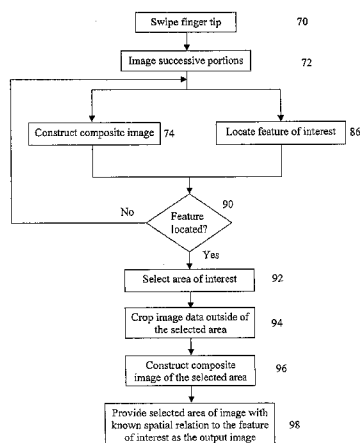 Swipe finger tip
70
Image successive portions
72
Construct composite image
74
Locate feature of interest
86
90
No
Feature
located?
Yes
Select area of interest
92
Crop image data outside of
the selected area
94
Construct composite
image of the selected area
96
Provide selected area of image with
known spatial relation to the feature
of interest as the output image
98